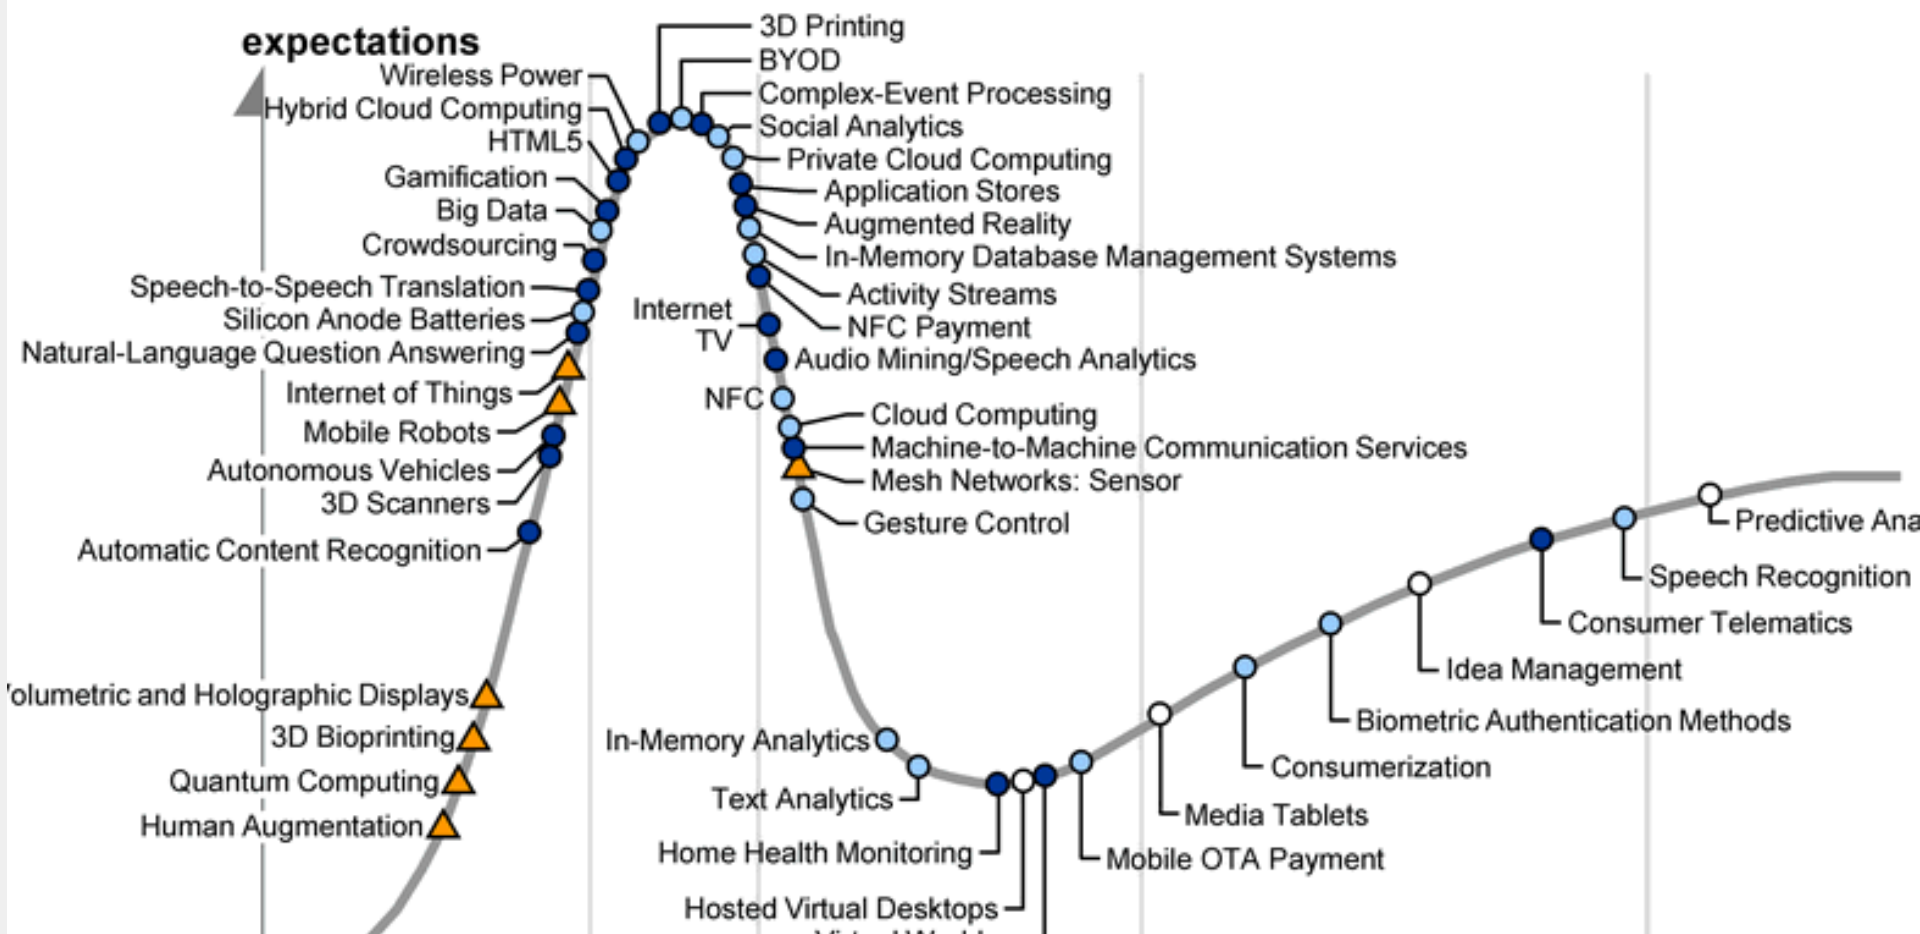 expectations
3D Printing
BYOD
Wireless Power
Complex-Event Processing
Hybrid Cloud Computing
Social Analytics
HTML5
Private Cloud Computing
Gamification
Application Stores
Big Data
Augmented Reality
Crowdsourcing
In-Memory Database Management Systems
Speech-to-Speech Translation
Activity Streams
Silicon Anode Batteries
Internet
TV
NFC Payment
Natural-Language Question Answering
Audio Mining/Speech Analytics
Internet of Things
NFC
Cloud Computing
Mobile Robots
Machine-to-Machine Communication Services
Autonomous Vehicles
Mesh Networks: Sensor
3D Scanners
Gesture Control
Automatic Content Recognition
Predictive Ana
Speech Recognition
Consumer Telematics
Idea Management
olumetric and Holographic Displays
Biometric Authentication Methods
3D Bioprinting
In-Memory Analytics
Consumerization
Quantum Computing
Text Analytics
Media Tablets
Human Augmentation
Home Health Monitoring
Mobile OTA Payment
Hosted Virtual Desktops